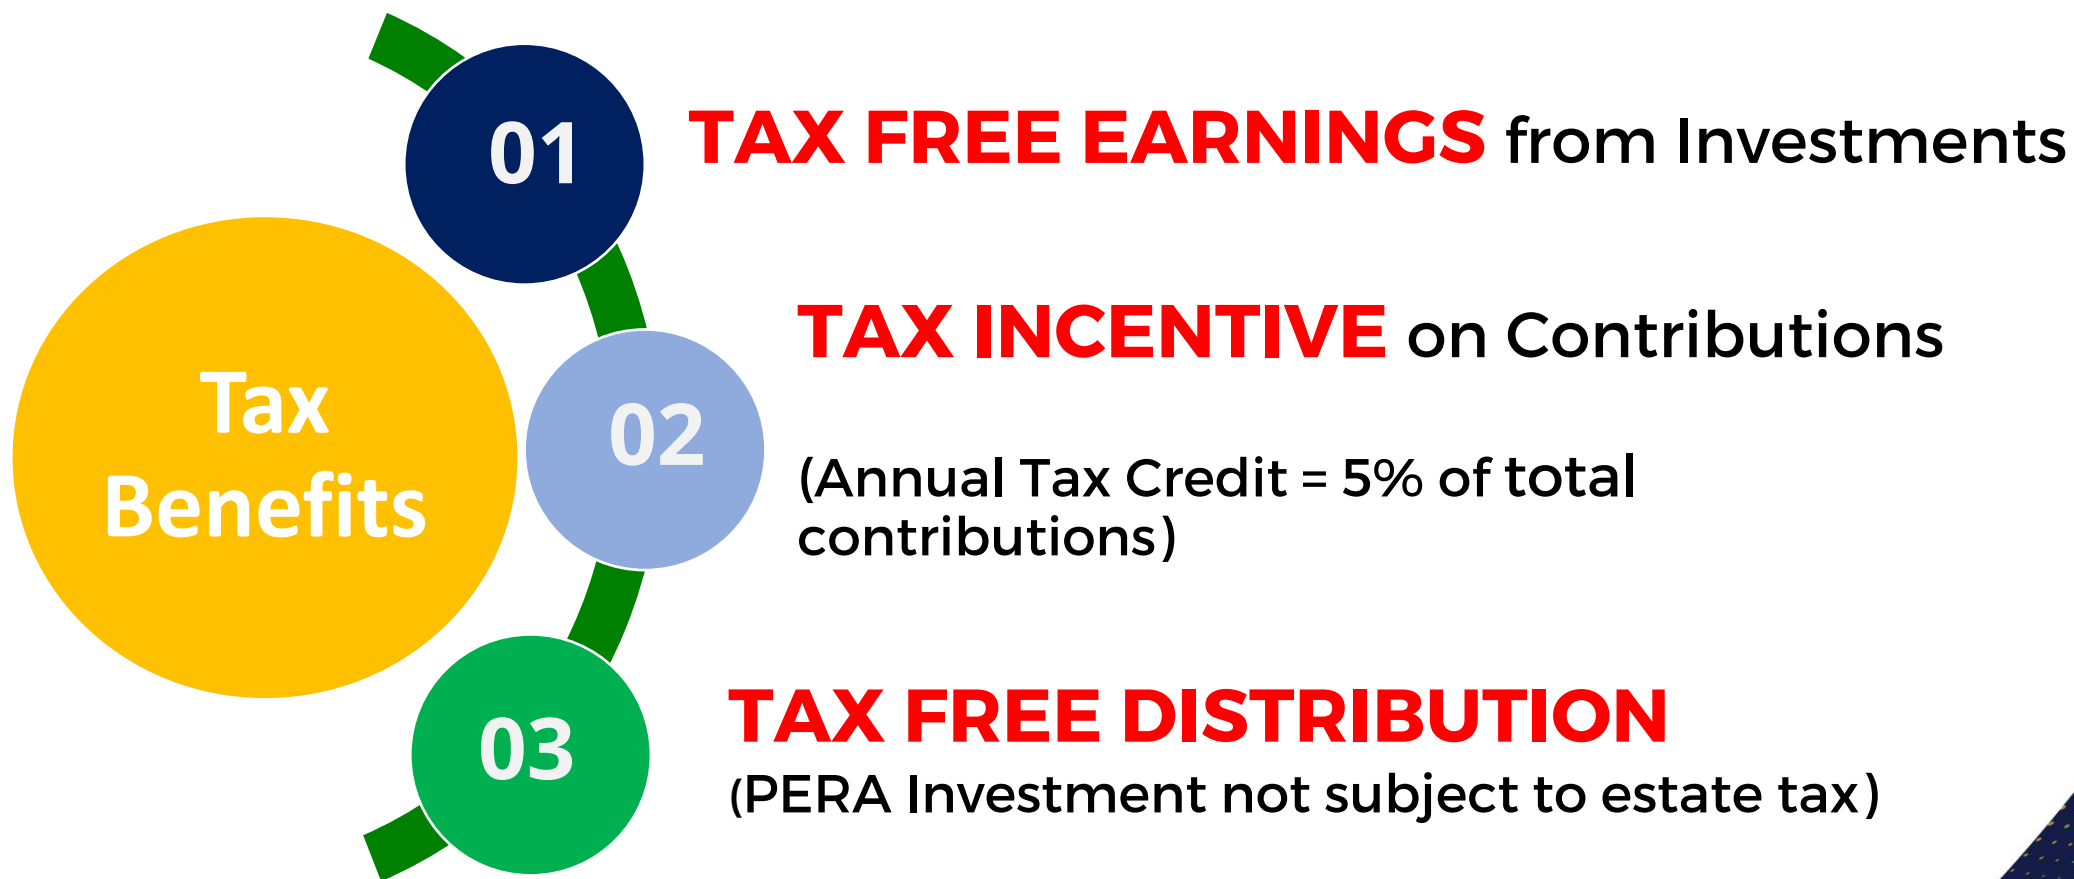 Tax
Benefits
01
TAX FREE EARNINGS from Investments
02
TAX INCENTIVE on Contributions
(Annual Tax Credit = 5% of total
contributions)
03
TAX FREE DISTRIBUTION
(PERA Investment not subject to estate tax)